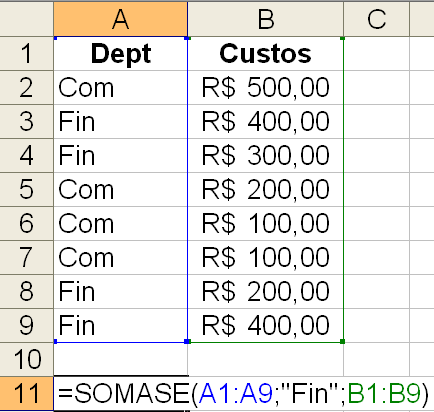 A B C
1 Dept Custos
2 Com R$ 500,00
3 Fin R$ 400,00
4 Fin R$ 300,00
5 Com R$ 200,00
6 Com R$ 100,00
7 Com R$ 100,00
8 Fin R$ 200,00
9 Fin R$ 400,00
10
11 =SOMASE(A1:A9;"Fin";B1:B9)